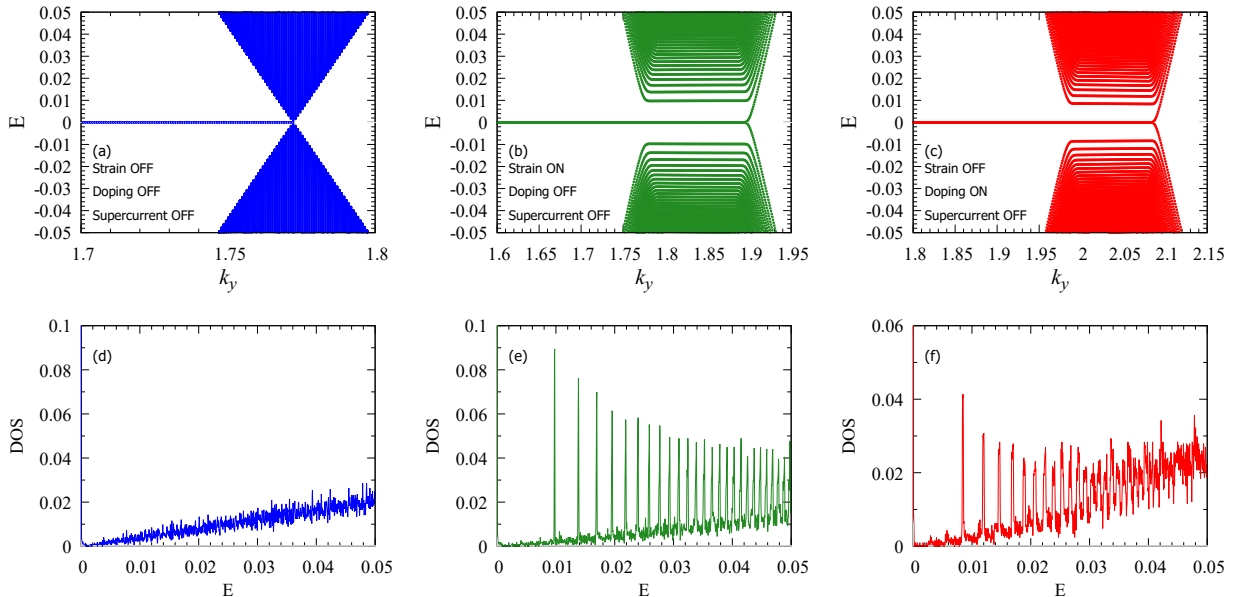 0.05
0.04
0.03
0.02
0.01
0
-0.01
-0.02
-0.03
-0.04
-0.05
E
(a)
Strain OFF
Doping OFF
Supercurrent OFF
1.7
1.75
1.8
k_y
0.05
0.04
0.03
0.02
0.01
0
-0.01
-0.02
-0.03
-0.04
-0.05
E
(b)
Strain ON
Doping OFF
Supercurrent OFF
1.6 1.65 1.7 1.75 1.8 1.85 1.9 1.95
k_y
0.05
0.04
0.03
0.02
0.01
0
-0.01
-0.02
-0.03
-0.04
-0.05
E
(c)
Strain OFF
Doping ON
Supercurrent OFF
1.8 1.85 1.9 1.95 2 2.05 2.1 2.15
k_y
0.1
0.08
0.06
0.04
0.02
0
DOS
(d)
0 0.01 0.02 0.03 0.04 0.05
E
0.1
0.08
0.06
0.04
0.02
0
DOS
(e)
0 0.01 0.02 0.03 0.04 0.05
E
0.06
0.04
0.02
0
DOS
(f)
0 0.01 0.02 0.03 0.04 0.05
E